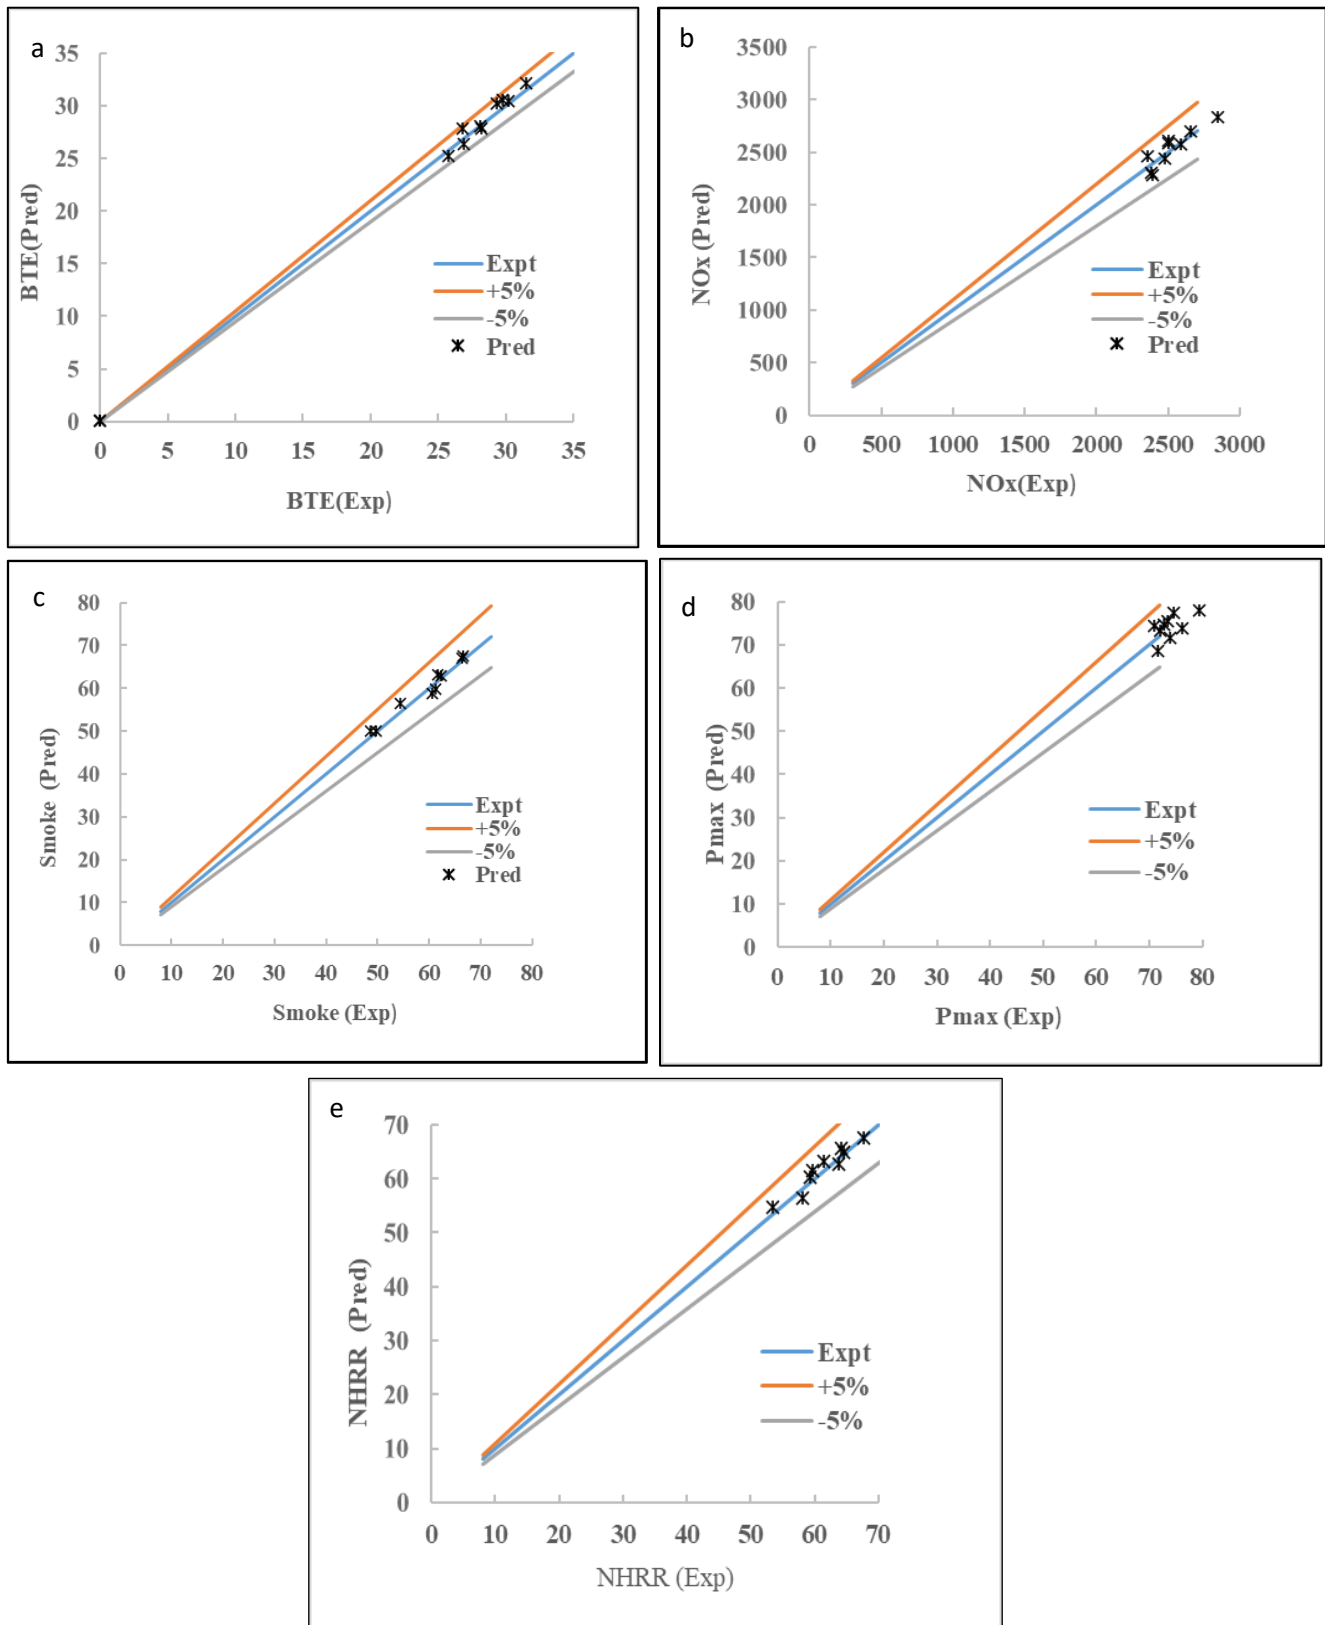 a
35
30
25
20
15
10
5
0
BTE(Pred)
Expt
+5%
-5%
Pred
0 5 10 15 20 25 30 35
BTE(Exp)
b
3500
3000
2500
2000
1500
1000
500
0
NOx (Pred)
Expt
+5%
-5%
Pred
0 500 1000 1500 2000 2500 3000
NOx(Exp)
c
80
70
60
50
40
30
20
10
0
Smoke (Pred)
Expt
+5%
-5%
Pred
0 10 20 30 40 50 60 70 80
Smoke (Exp)
d
80
70
60
50
40
30
20
10
0
Pmax (Pred)
Expt
+5%
-5%
0 10 20 30 40 50 60 70 80
Pmax (Exp)
e
70
60
50
40
30
20
10
0
NHRR (Pred)
Expt
+5%
-5%
0 10 20 30 40 50 60 70
NHRR (Exp)